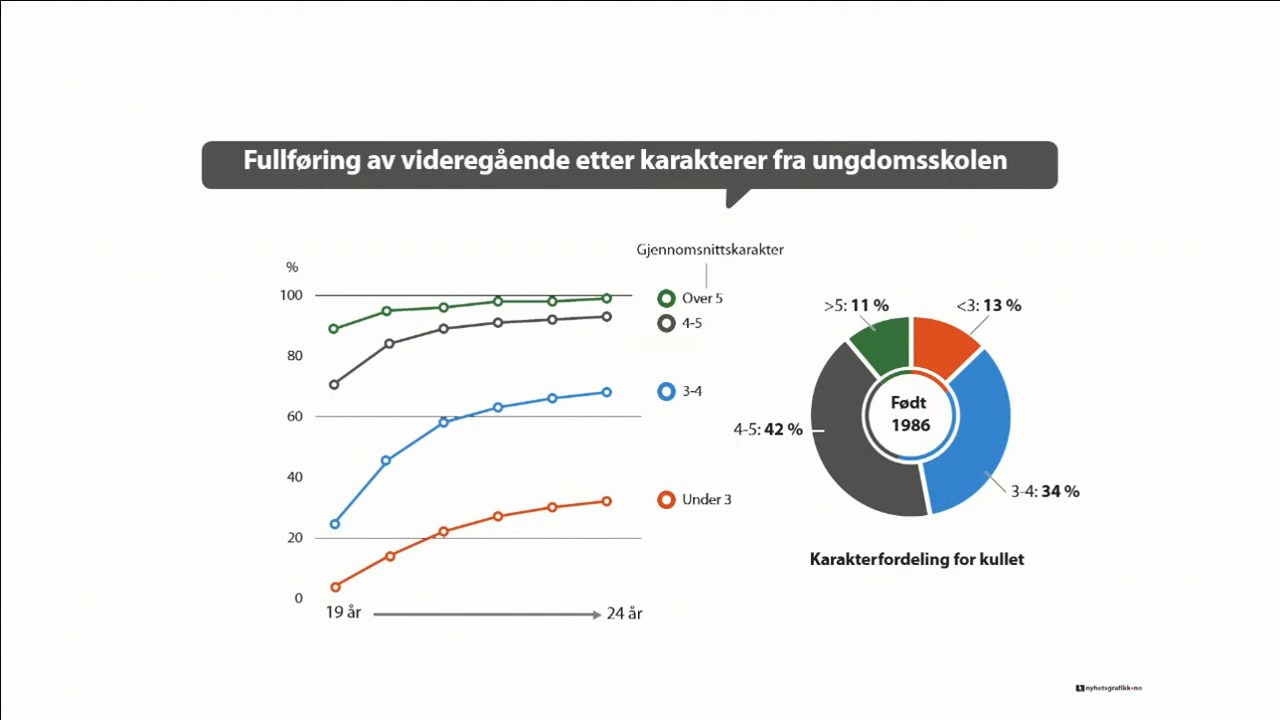 Fullføring av videregående etter karakterer fra ungdomsskolen
Gjennomsnittskarakter
%
100
80
60
40
20
0
19 år
24 år
Over 5
4-5
3-4
Under 3
>5: 11 %
<3: 13 %
4-5: 42 %
3-4: 34 %
Født
1986
Karakterfordeling for kullet
nyhetsgrafikk•no